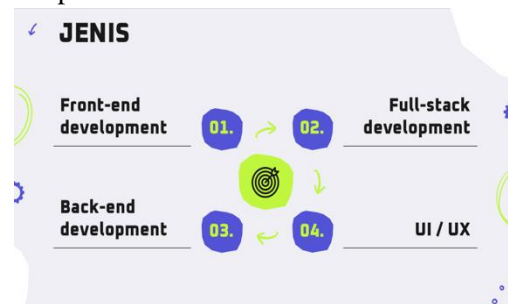 JENIS
Front-end
development
01.
02.
Full-stack
development
Back-end
development
03.
04.
UI / UX